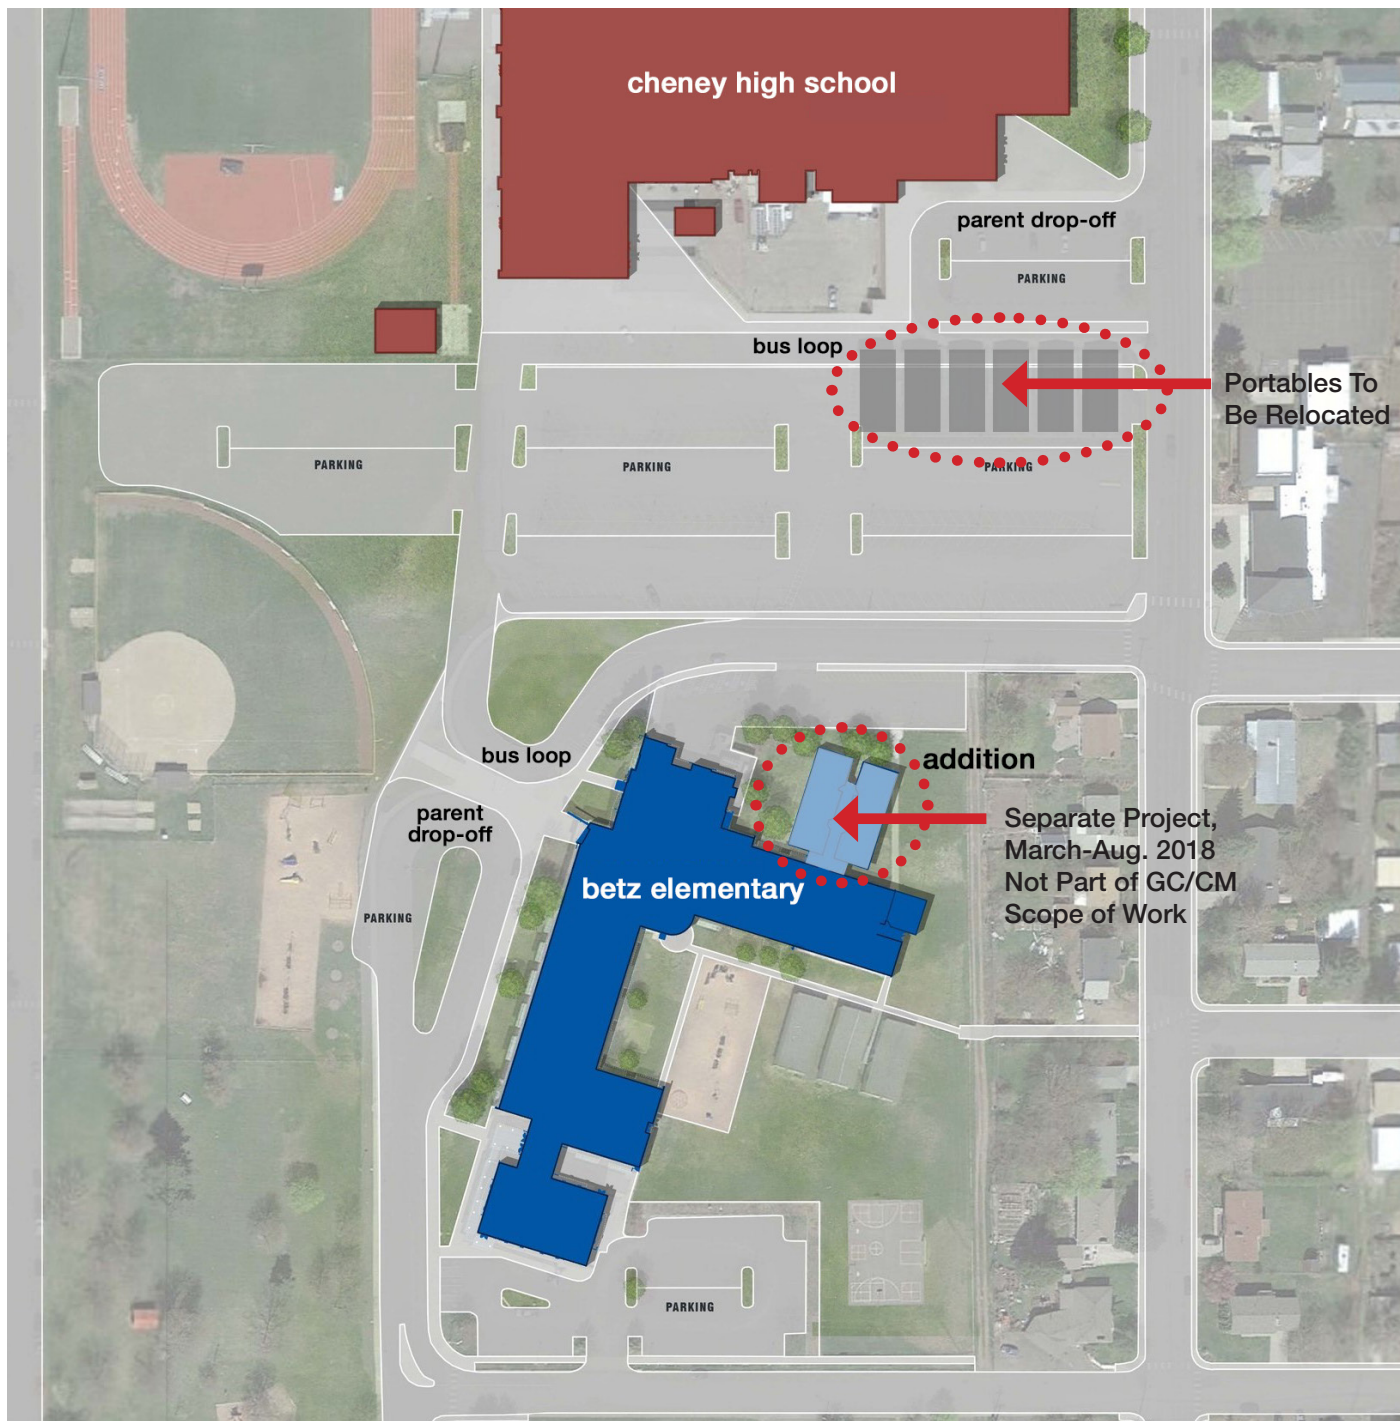 cheney high school
parent drop-off
PARKING
bus loop
Portables To
Be Relocated
PARKING
PARKING
PARKING
bus loop
addition
parent
drop-off
Separate Project,
March-Aug. 2018
Not Part of GC/CM
Scope of Work
betz elementary
PARKING
PARKING